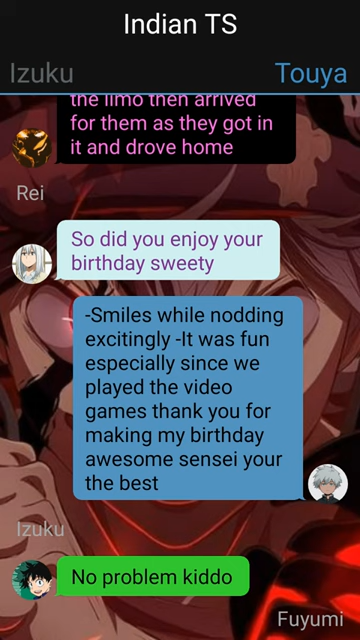 Indian TS
Izuku Touya
the limo then arrived
for them as they got in
it and drove home
Rei
So did you enjoy your
birthday sweety
-Smiles while nodding
excitingly -It was fun
especially since we
played the video
games thank you for
making my birthday
awesome sensei your
the best
Izuku
No problem kiddo
Fuyumi